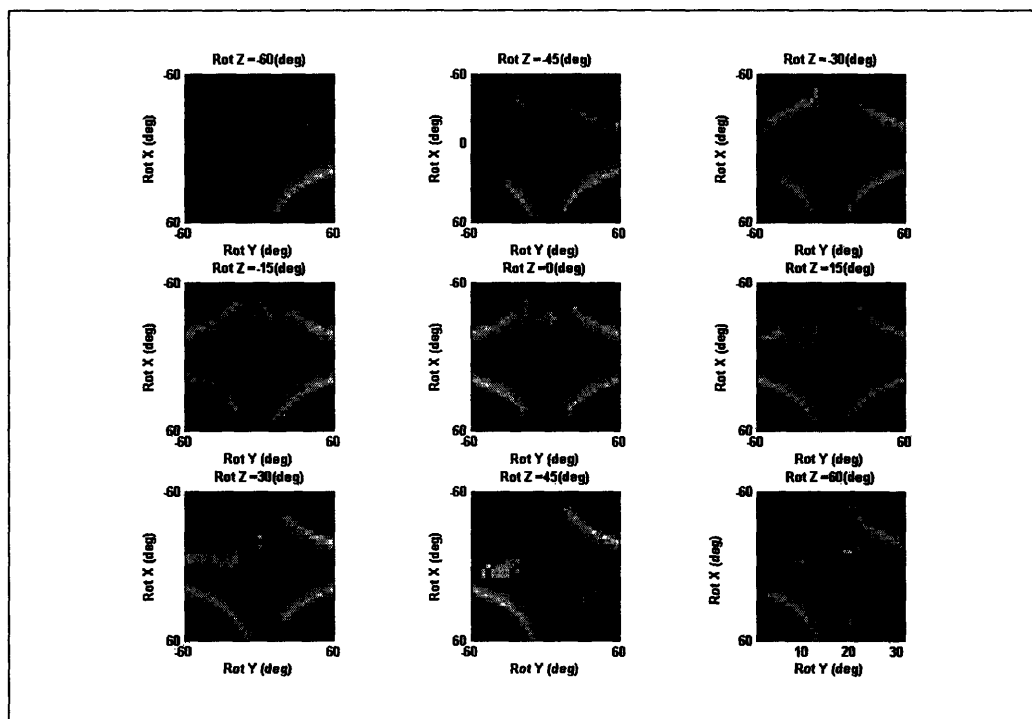 Rot Z =-60(deg)
-60
Rot X (deg)
60
-60
60
Rot Y (deg)
Rot Z =-45(deg)
-60
0
Rot X (deg)
60
-60
60
Rot Y (deg)
Rot Z =-30(deg)
-60
Rot X (deg)
60
-60
60
Rot Y (deg)
Rot Z =-15(deg)
-60
Rot X (deg)
60
-60
60
Rot Y (deg)
Rot Z =0(deg)
-60
Rot X (deg)
60
-60
60
Rot Y (deg)
Rot Z =15(deg)
-60
Rot X (deg)
60
-60
60
Rot Y (deg)
Rot Z =30(deg)
-60
Rot X (deg)
60
-60
60
Rot Y (deg)
Rot Z =45(deg)
-60
Rot X (deg)
60
-60
60
Rot Y (deg)
Rot Z =60(deg)
-60
Rot X (deg)
60
10 20 30
Rot Y (deg)